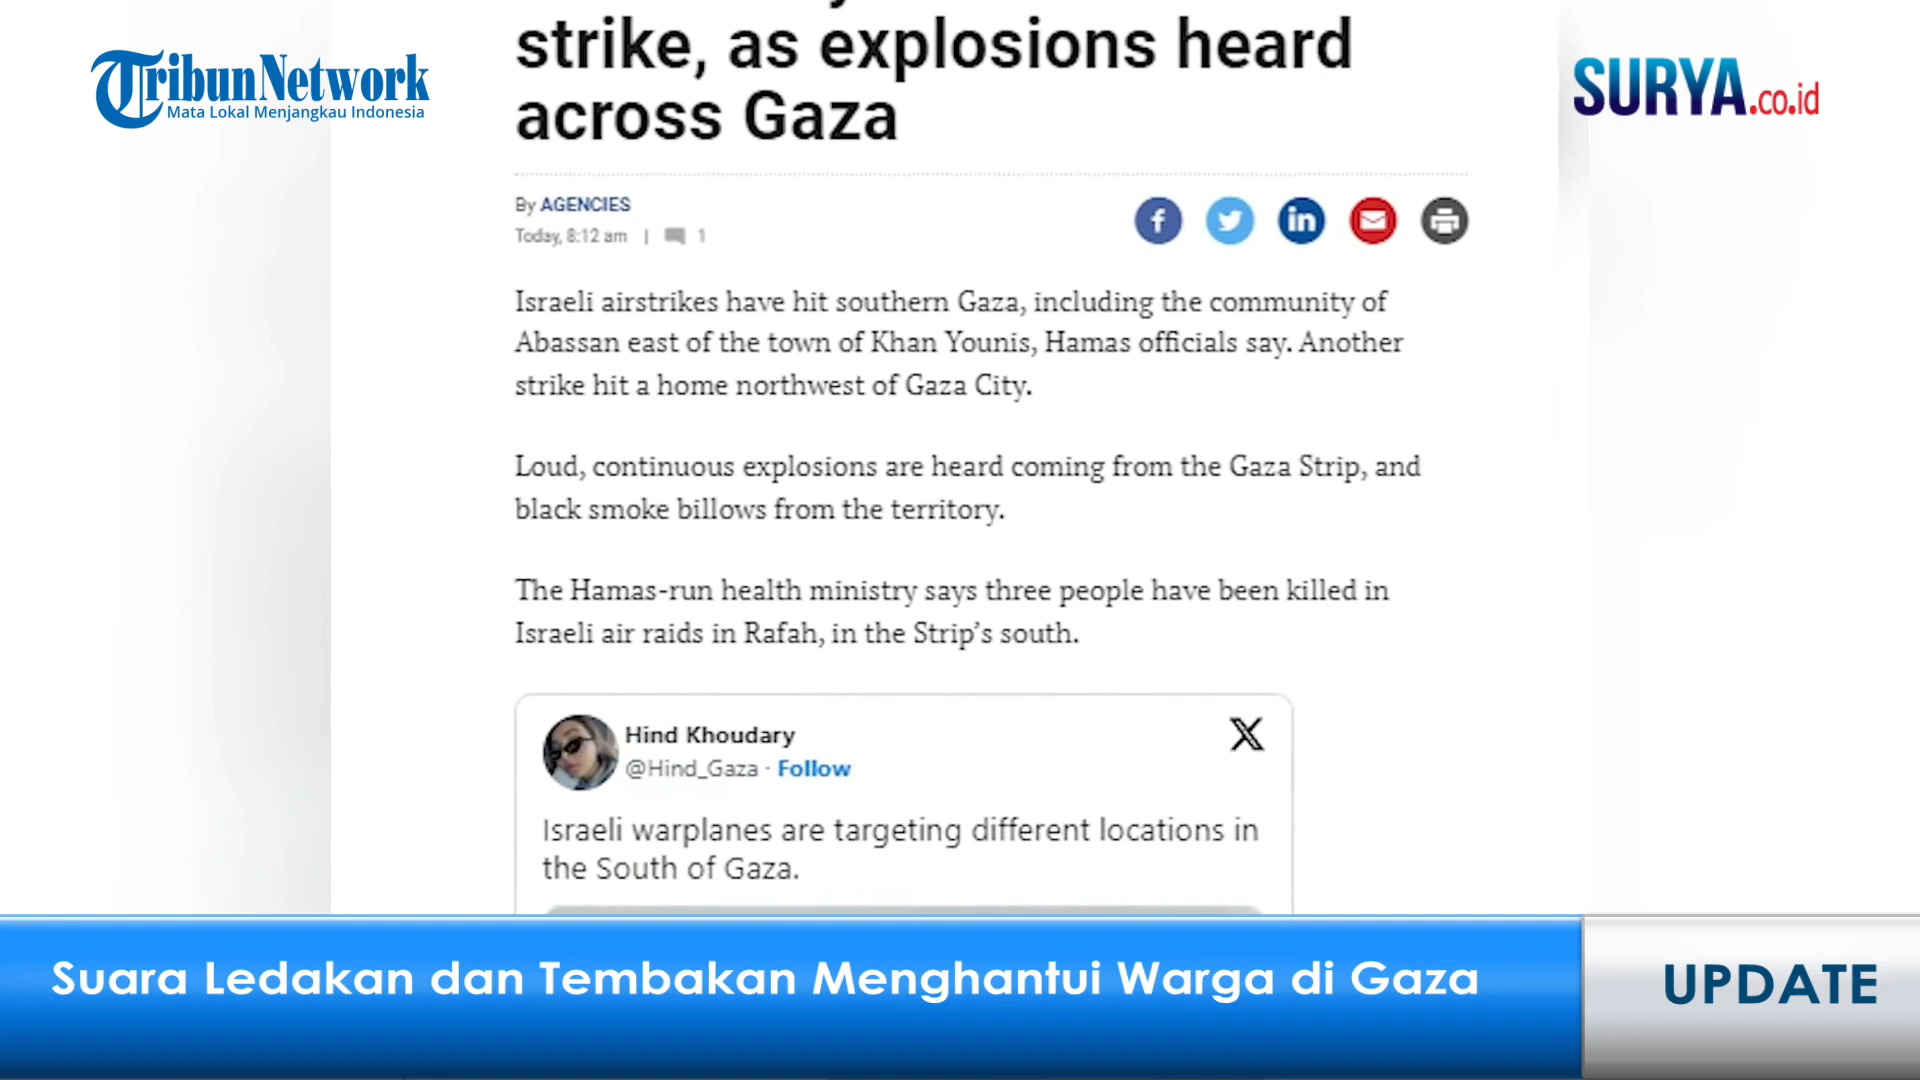 strike, as explosions heard
across Gaza
TribunNetwork
Mata Lokal Menjangkau Indonesia
SURYA.co.id
By AGENCIES
Today, 8:12 am | 1
Israeli airstrikes have hit southern Gaza, including the community of
Abassan east of the town of Khan Younis, Hamas officials say. Another
strike hit a home northwest of Gaza City.
Loud, continuous explosions are heard coming from the Gaza Strip, and
black smoke billows from the territory.
The Hamas-run health ministry says three people have been killed in
Israeli air raids in Rafah, in the Strip’s south.
Hind Khoudary
@Hind_Gaza · Follow
Israeli warplanes are targeting different locations in
the South of Gaza.
Suara Ledakan dan Tembakan Menghantui Warga di Gaza
UPDATE